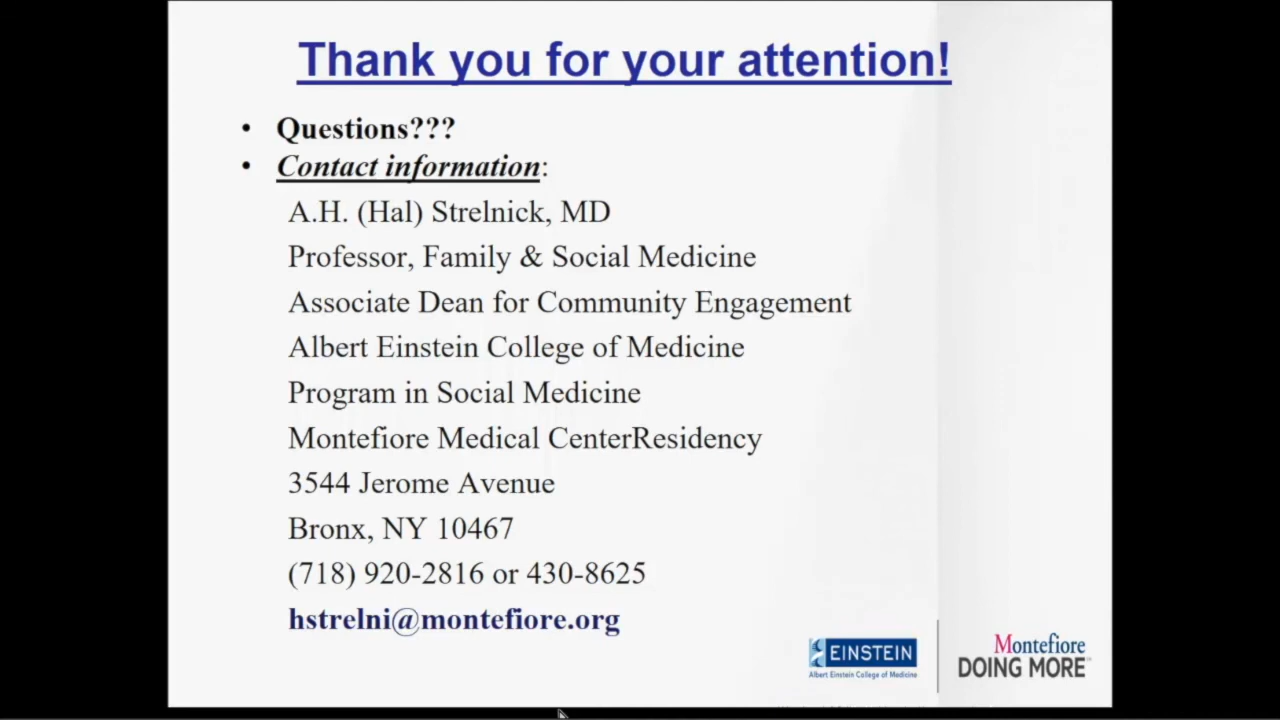 Thank you for your attention!
• Questions???
• Contact information:
A.H. (Hal) Strelnick, MD
Professor, Family & Social Medicine
Associate Dean for Community Engagement
Albert Einstein College of Medicine
Program in Social Medicine
Montefiore Medical CenterResidency
3544 Jerome Avenue
Bronx, NY 10467
(718) 920-2816 or 430-8625
hstrelni@montefiore.org
EINSTEIN
Albert Einstein College of Medicine
Montefiore
DOING MORE